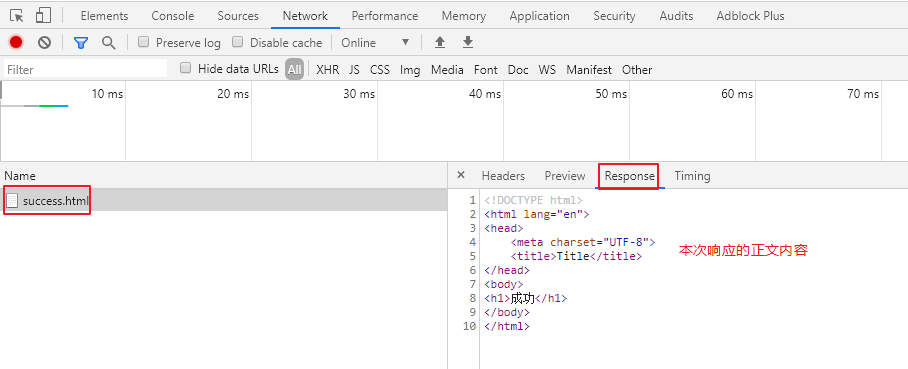 Elements Console Sources Network Performance Memory Application Security Audits Adblock Plus
Preserve log Disable cache Online
Filter Hide data URLs All XHR JS CSS Img Media Font Doc WS Manifest Other
10 ms 20 ms 30 ms 40 ms 50 ms 60 ms 70 ms
Name
success.html
× Headers Preview Response Timing
1 <!DOCTYPE html>
2 <html lang="en">
3 <head>
4 <meta charset="UTF-8">
5 <title>Title</title>
本次响应的正文内容
6 </head>
7 <body>
8 <h1>成功</h1>
9 </body>
10 </html>